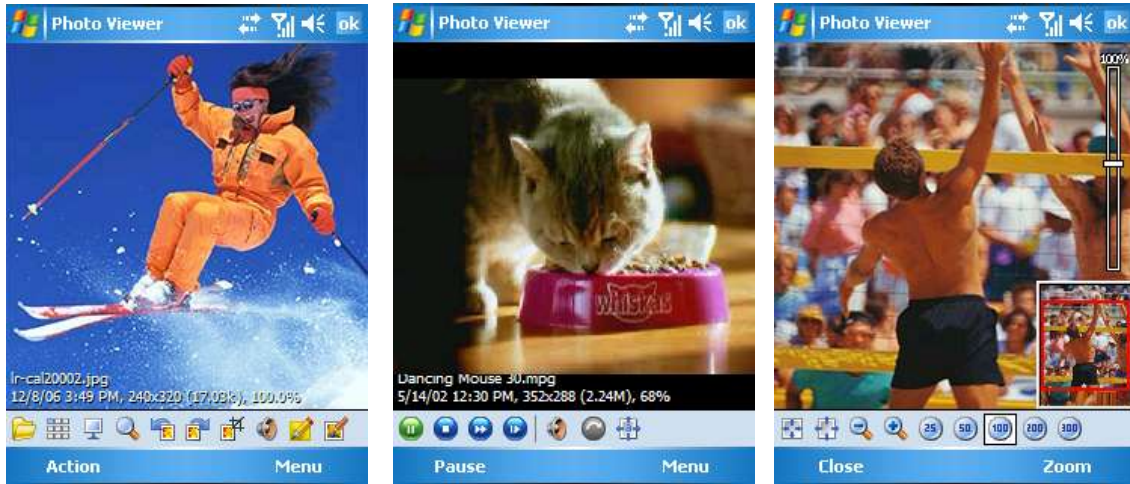 Photo Viewer
ok
lr-cal20002.jpg
12/8/06 3:49 PM, 240x320 (17.03k), 100.0%
Action
Menu
Photo Viewer
ok
Whiskas
Dancing Mouse 30.mpg
5/14/02 12:30 PM, 352x288 (2.24M), 68%
Pause
Menu
Photo Viewer
ok
100%
25
50
100
200
300
Close
Zoom